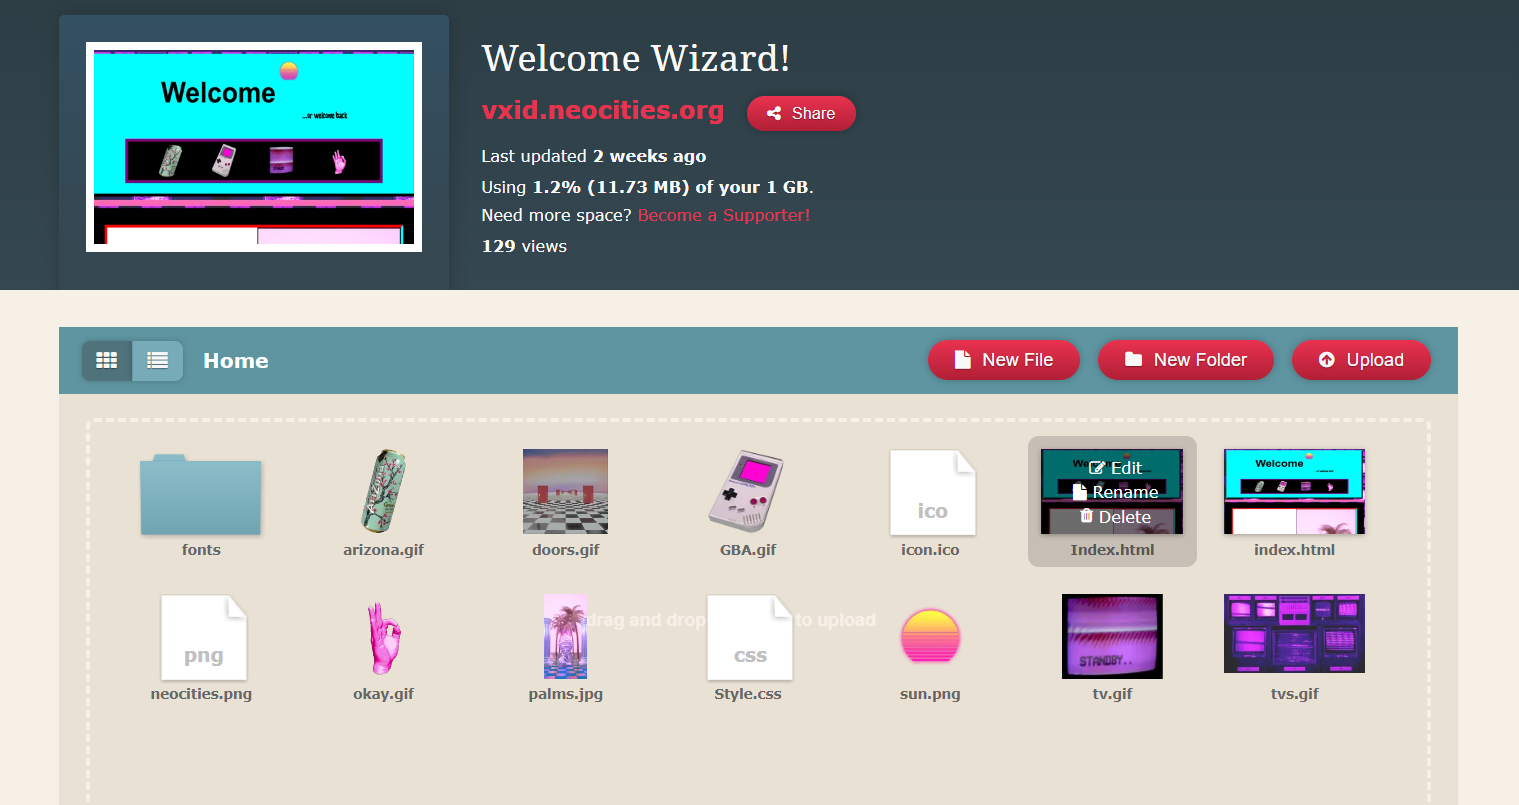 Welcome
...or welcome back
Welcome Wizard!
vxid.neocities.org
Share
Last updated 2 weeks ago
Using 1.2% (11.73 MB) of your 1 GB.
Need more space? Become a Supporter!
129 views
Home
New File
New Folder
Upload
ARIZONA
ico
Welcome
Edit
Rename
Delete
Welcome
fonts
arizona.gif
doors.gif
GBA.gif
icon.ico
Index.html
index.html
drag and drop
to upload
png
css
STANDBY..
neocities.png
okay.gif
palms.jpg
Style.css
sun.png
tv.gif
tvs.gif